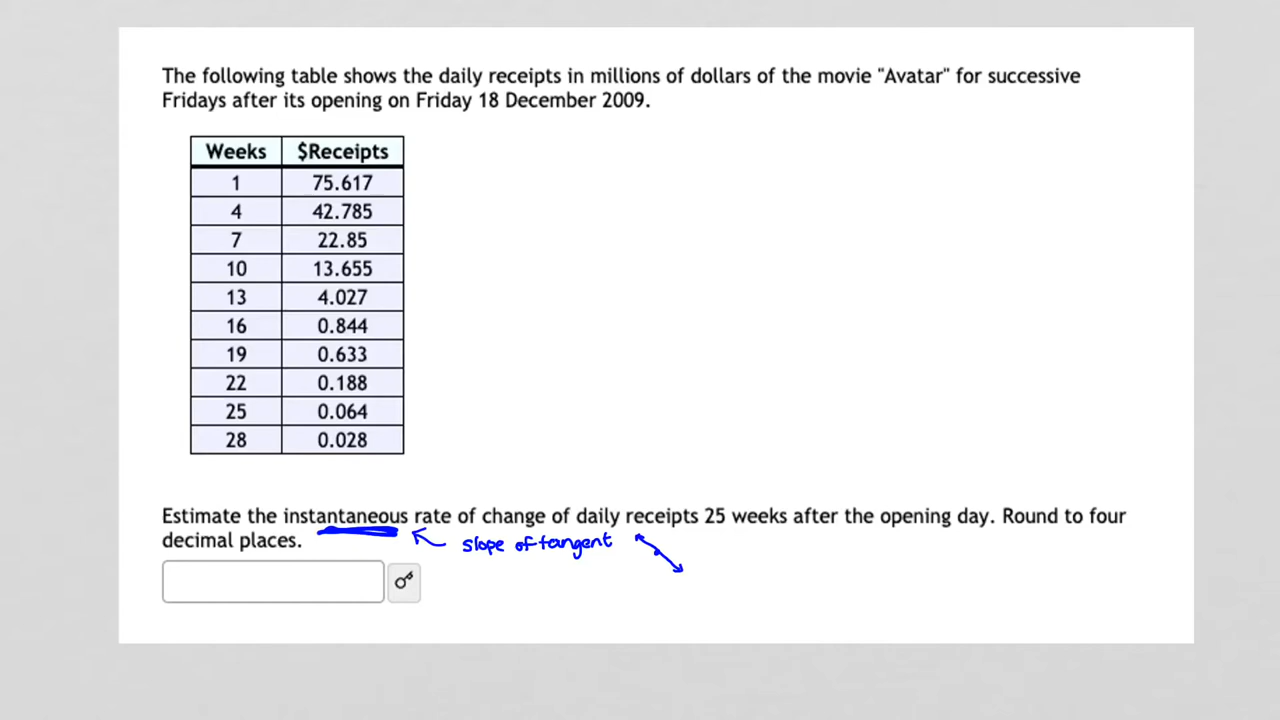 The following table shows the daily receipts in millions of dollars of the movie "Avatar" for successive
Fridays after its opening on Friday 18 December 2009.
Weeks $Receipts
1 75.617
4 42.785
7 22.85
10 13.655
13 4.027
16 0.844
19 0.633
22 0.188
25 0.064
28 0.028
Estimate the instantaneous rate of change of daily receipts 25 weeks after the opening day. Round to four
decimal places.
slope of tangent